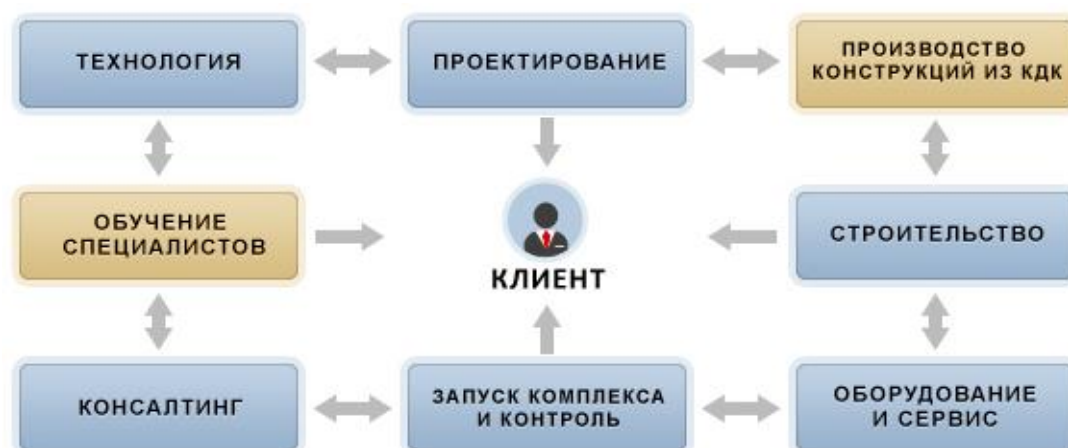 ТЕХНОЛОГИЯ
ПРОЕКТИРОВАНИЕ
ПРОИЗВОДСТВО
КОНСТРУКЦИЙ ИЗ КДК
ОБУЧЕНИЕ
СПЕЦИАЛИСТОВ
КЛИЕНТ
СТРОИТЕЛЬСТВО
КОНСАЛТИНГ
ЗАПУСК КОМПЛЕКСА
И КОНТРОЛЬ
ОБОРУДОВАНИЕ
И СЕРВИС